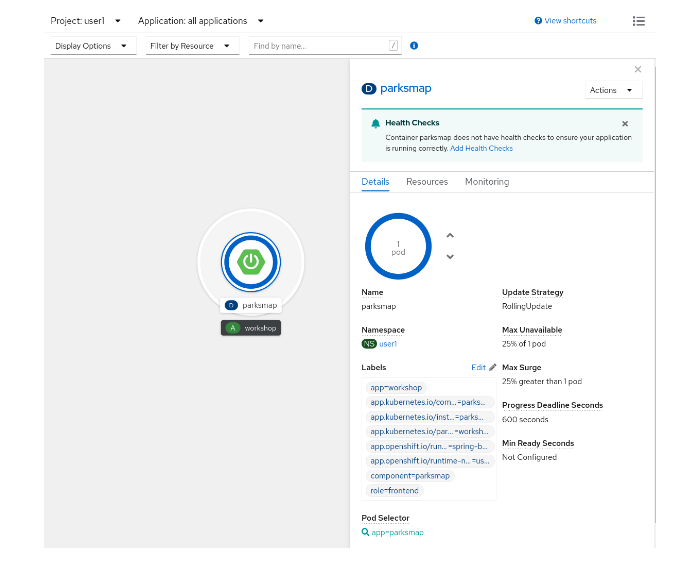 Project: user1
Application: all applications
View shortcuts
Display Options
Filter by Resource
Find by name...
/
D parksmap
Actions
Health Checks
Container parksmap does not have health checks to ensure your application
is running correctly. Add Health Checks
Details Resources Monitoring
1
pod
D parksmap
A workshop
Name
parksmap
Update Strategy
RollingUpdate
Namespace
NS user1
Max Unavailable
25% of 1 pod
Labels
Edit
app=workshop
app.kubernetes.io/com...=parks...
app.kubernetes.io/inst...=parks...
app.kubernetes.io/par...=worksh...
app.openshift.io/run...=spring-b...
app.openshift.io/runtime-n...=us...
component=parksmap
role=frontend
Max Surge
25% greater than 1 pod
Progress Deadline Seconds
600 seconds
Min Ready Seconds
Not Configured
Pod Selector
app=parksmap